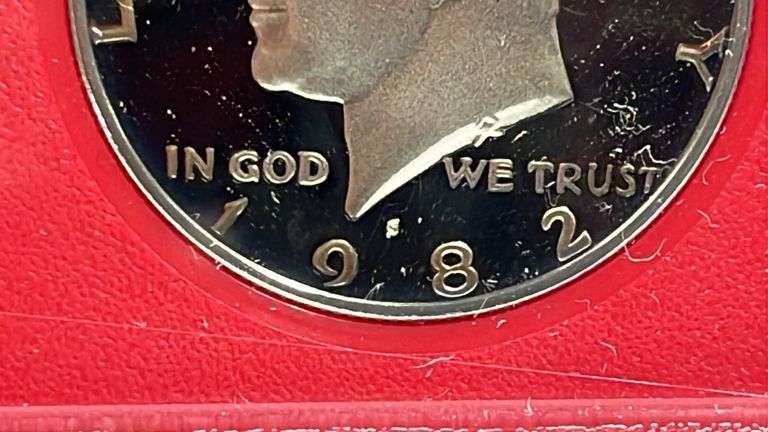 L Y
IN GOD WE TRUST
S
1982